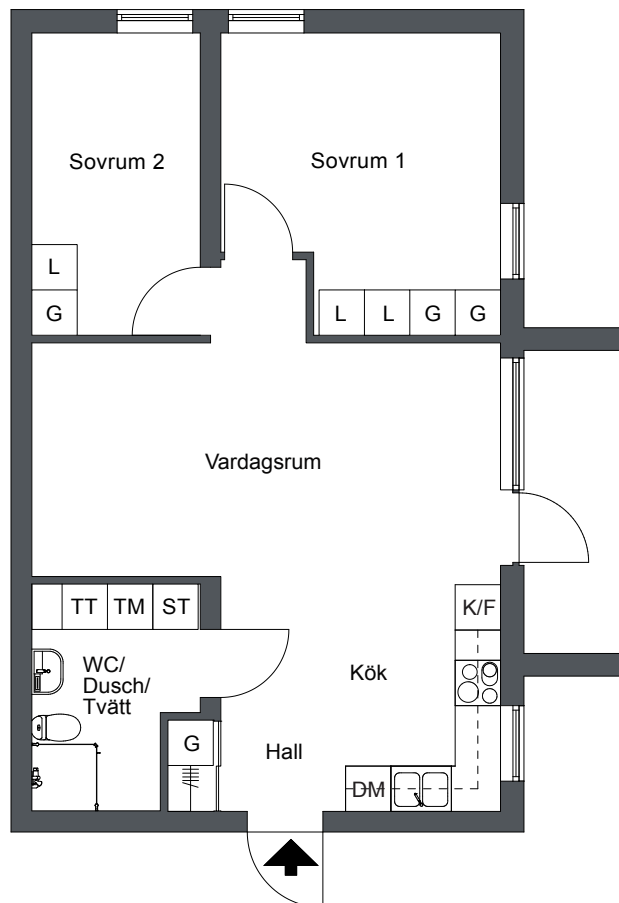 Sovrum 2
Sovrum 1
L
G
L
L
G
G
Vardagsrum
TT
TM
ST
K/F
WC/
Dusch/
Tvätt
Kök
G
Hall
DM